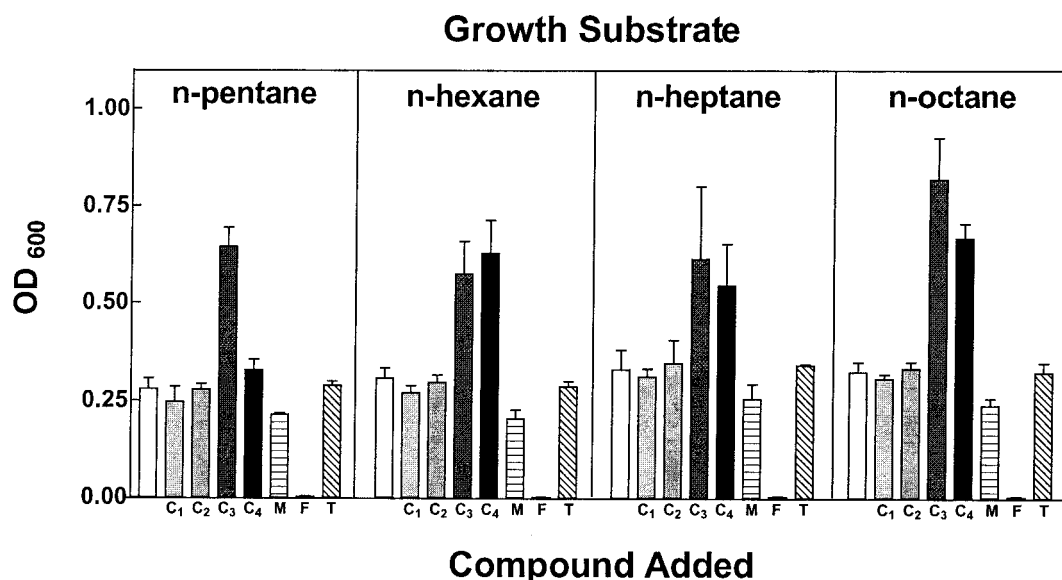 Growth Substrate
n-pentane n-hexane n-heptane n-octane
1.00
0.75
0.50
0.25
0.00
OD 600
C1 C2 C3 C4 M F T C1 C2 C3 C4 M F T C1 C2 C3 C4 M F T C1 C2 C3 C4 M F T
Compound Added